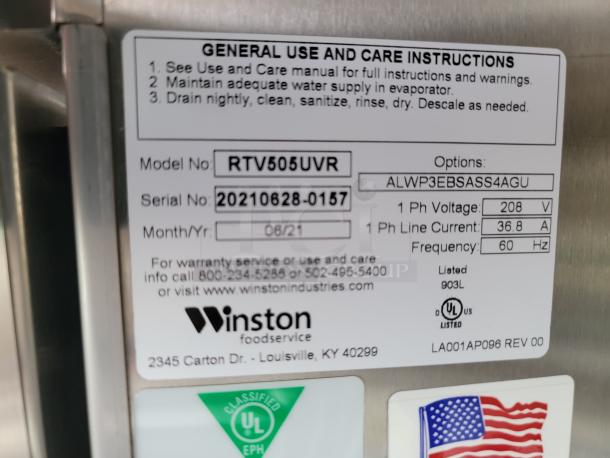 GENERAL USE AND CARE INSTRUCTIONS
1. See Use and Care manual for full instructions and warnings.
2. Maintain adequate water supply in evaporator.
3. Drain nightly, clean, sanitize, rinse, dry. Descale as needed.
Model No: RTV505UVR
Options:
ALWP3EBSASS4AGU
Serial No: 20210628-0157
1 Ph Voltage: 208 V
Month/Yr: 06/21
1 Ph Line Current: 36.8 A
Frequency: 60 Hz
For warranty service or use and care
info call 800-234-5286 or 502-495-5400
or visit www.winstonindustries.com
Listed
903L
Winston
foodservice
D UL US
LISTED
2345 Carton Dr. - Louisville, KY 40299
LA001AP096 REV 00
CLASSIFIED
UL
EPH